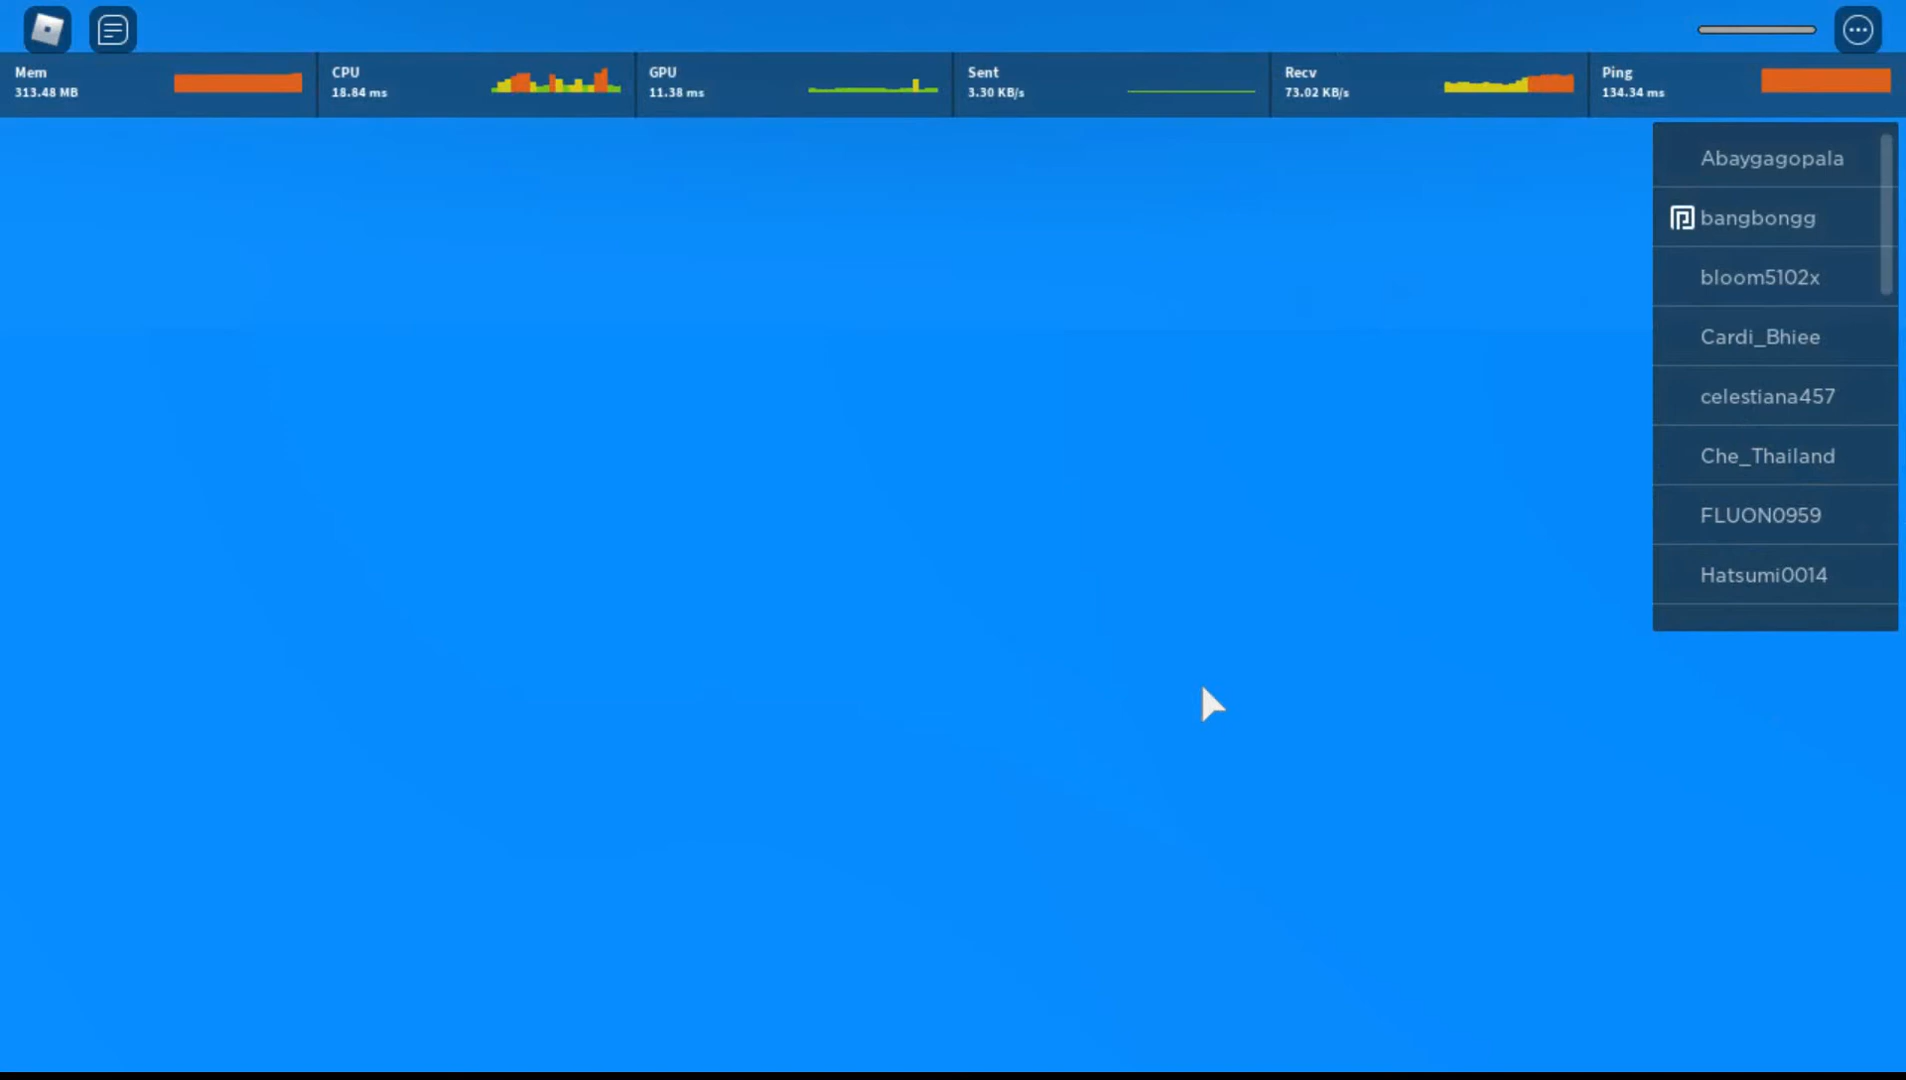 Mem
313.48 MB
CPU
18.84 ms
GPU
11.38 ms
Sent
3.30 KB/s
Recv
73.02 KB/s
Ping
134.34 ms
Abaygagopala
bangbongg
bloom5102x
Cardi_Bhiee
celestiana457
Che_Thailand
FLUON0959
Hatsumi0014